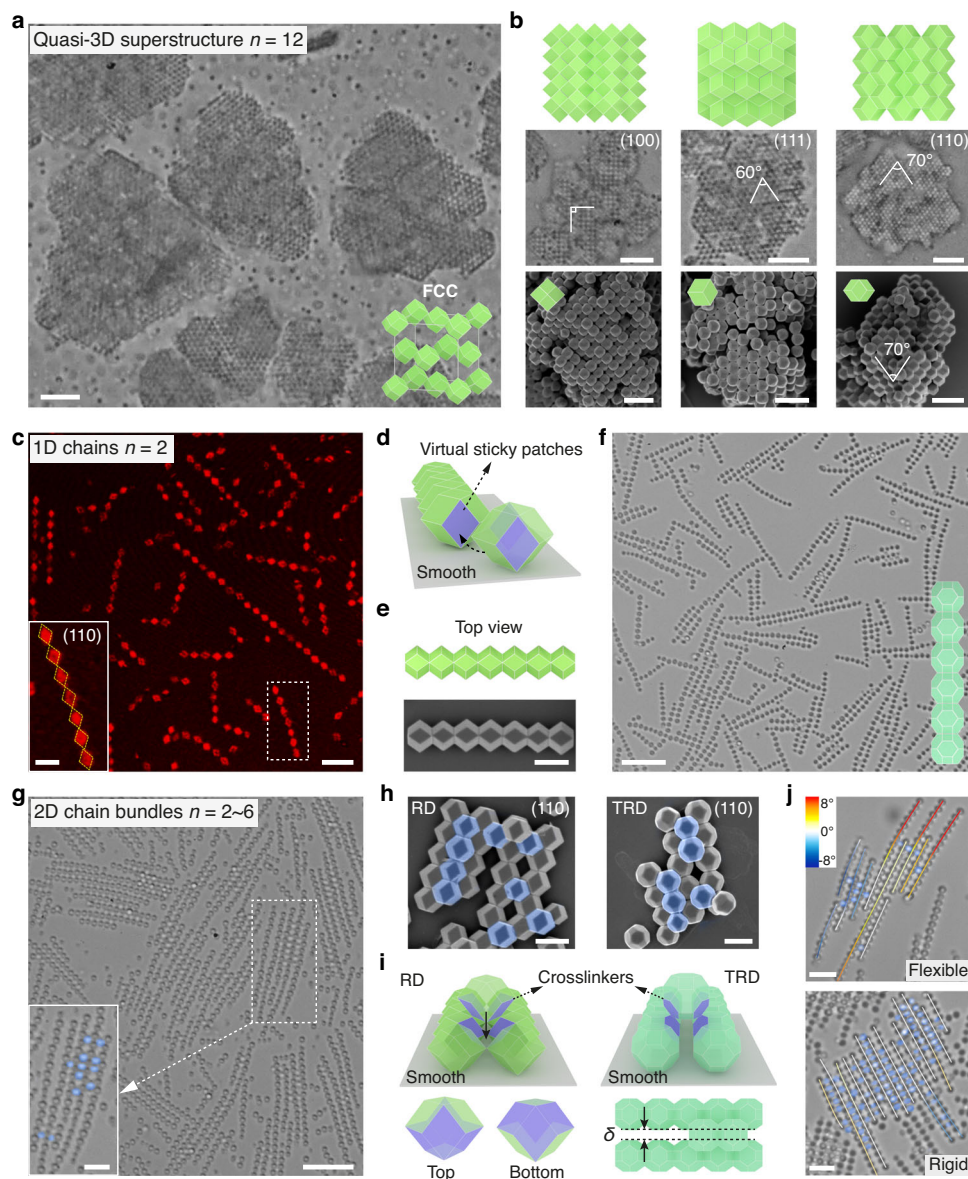 a
Quasi-3D superstructure n = 12
FCC
b
(100)
(111)
(110)
60°
70°
70°
c
1D chains n = 2
(110)
d
Virtual sticky patches
Smooth
e
Top view
f
g
2D chain bundles n = 2~6
h
RD
(110)
TRD
(110)
i
RD
Crosslinkers
TRD
Smooth
Smooth
Top
Bottom
δ
j
8°
0°
-8°
Flexible
Rigid